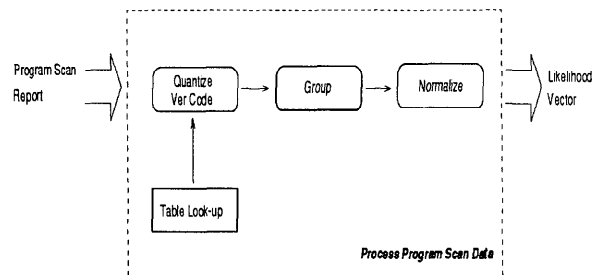 Program Scan
Report
Quantize
Ver Code
Group
Normalize
Likelihood
Vector
Table Look-up
Process Program Scan Data